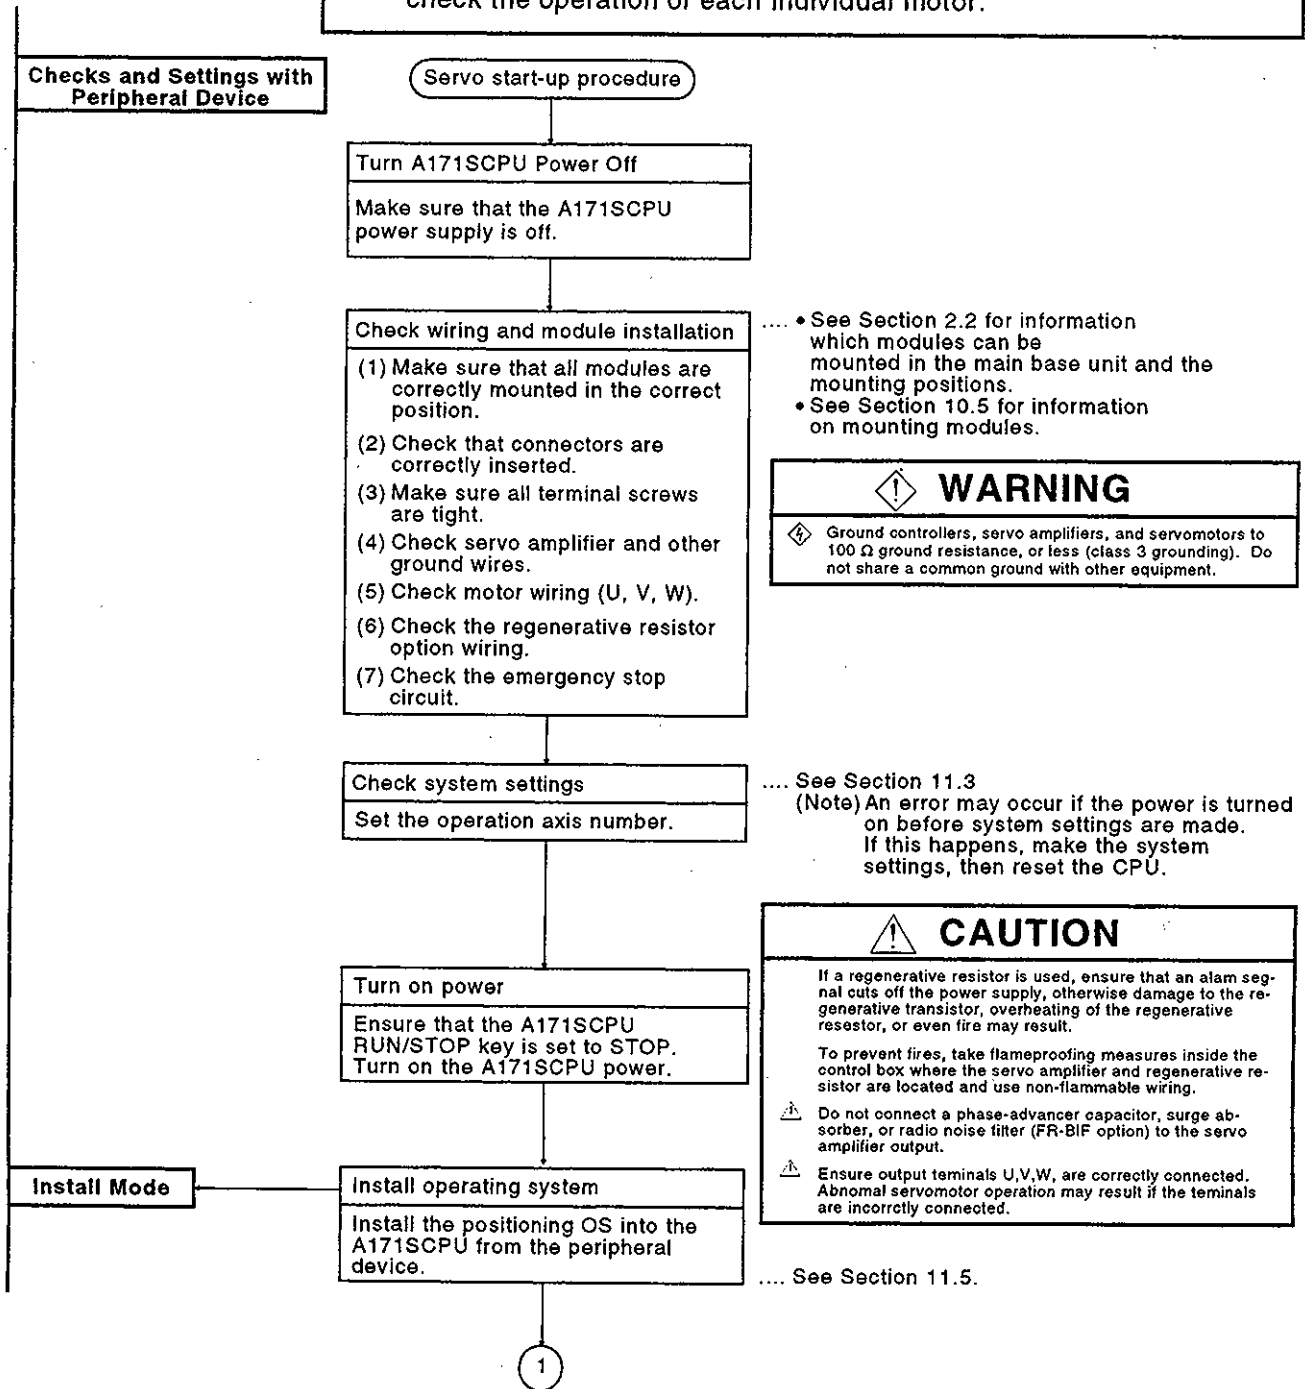 check the operation of each individual motor.
Checks and Settings with
Peripheral Device
Servo start-up procedure
Turn A171SCPU Power Off
Make sure that the A171SCPU
power supply is off.
Check wiring and module installation
(1) Make sure that all modules are
correctly mounted in the correct
position.
(2) Check that connectors are
correctly inserted.
(3) Make sure all terminal screws
are tight.
(4) Check servo amplifier and other
ground wires.
(5) Check motor wiring (U, V, W).
(6) Check the regenerative resistor
option wiring.
(7) Check the emergency stop
circuit.
.... • See Section 2.2 for information
which modules can be
mounted in the main base unit and the
mounting positions.
• See Section 10.5 for information
on mounting modules.
WARNING
Ground controllers, servo amplifiers, and servomotors to
100 Ω ground resistance, or less (class 3 grounding). Do
not share a common ground with other equipment.
Check system settings
Set the operation axis number.
.... See Section 11.3
(Note) An error may occur if the power is turned
on before system settings are made.
If this happens, make the system
settings, then reset the CPU.
Turn on power
Ensure that the A171SCPU
RUN/STOP key is set to STOP.
Turn on the A171SCPU power.
CAUTION
If a regenerative resistor is used, ensure that an alam seg-
nal cuts off the power supply, otherwise damage to the re-
generative transistor, overheating of the regenerative
resestor, or even fire may result.
To prevent fires, take flameproofing measures inside the
control box where the servo amplifier and regenerative re-
sistor are located and use non-flammable wiring.
Do not connect a phase-advancer capacitor, surge ab-
sorber, or radio noise filter (FR-BIF option) to the servo
amplifier output.
Ensure output teminals U,V,W, are correctly connected.
Abnomal servomotor operation may result if the teminals
are incorrctly connected.
Install Mode
Install operating system
Install the positioning OS into the
A171SCPU from the peripheral
device.
.... See Section 11.5.
1